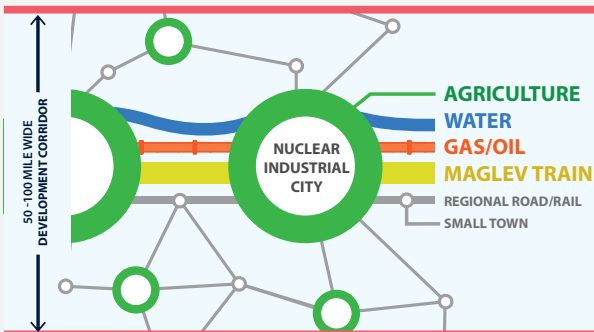 50 -100 MILE WIDE
DEVELOPMENT CORRIDOR
NUCLEAR
INDUSTRIAL
CITY
AGRICULTURE
WATER
GAS/OIL
MAGLEV TRAIN
REGIONAL ROAD/RAIL
SMALL TOWN